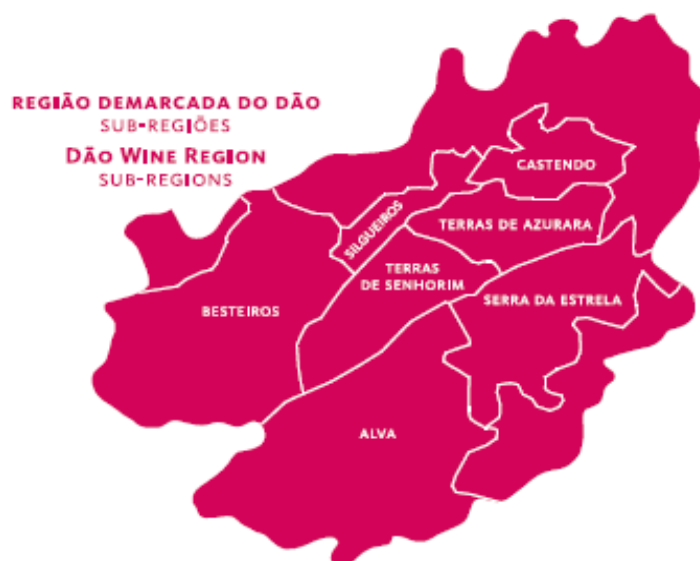 REGIÃO DEMARCADA DO DÃO
SUB-REGIÕES
DÃO WINE REGION
SUB-REGIONS
CASTENDO
SILGUEIROS
TERRAS DE AZURARA
TERRAS
DE SENHORIM
SERRA DA ESTRELA
BESTEIROS
ALVA